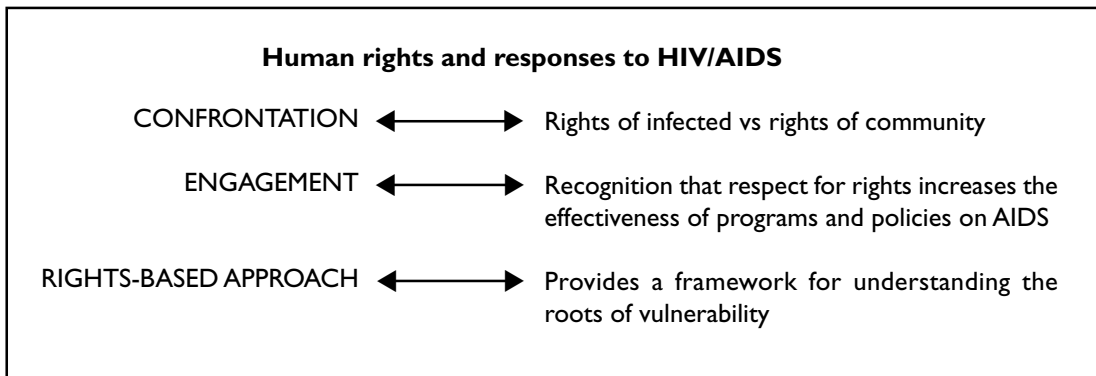 Human rights and responses to HIV/AIDS
CONFRONTATION Rights of infected vs rights of community
ENGAGEMENT Recognition that respect for rights increases the
effectiveness of programs and policies on AIDS
RIGHTS-BASED APPROACH Provides a framework for understanding the
roots of vulnerability